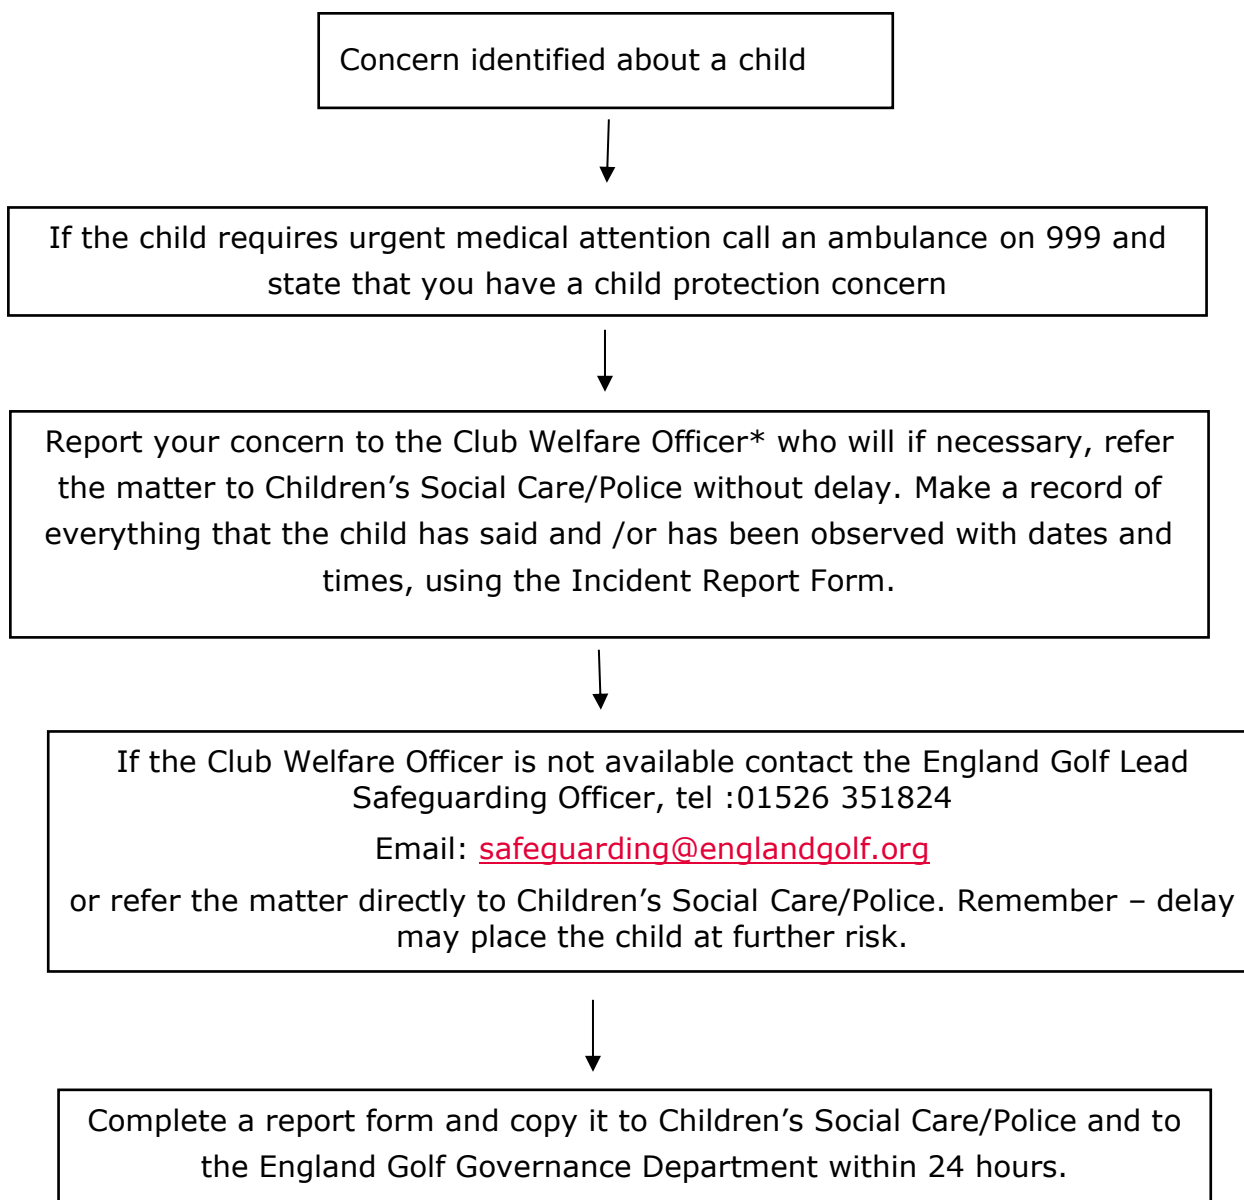 Concern identified about a child
If the child requires urgent medical attention call an ambulance on 999 and
state that you have a child protection concern
Report your concern to the Club Welfare Officer* who will if necessary, refer
the matter to Children’s Social Care/Police without delay. Make a record of
everything that the child has said and /or has been observed with dates and
times, using the Incident Report Form.
If the Club Welfare Officer is not available contact the England Golf Lead
Safeguarding Officer, tel :01526 351824
Email: safeguarding@englandgolf.org
or refer the matter directly to Children’s Social Care/Police. Remember – delay
may place the child at further risk.
Complete a report form and copy it to Children’s Social Care/Police and to
the England Golf Governance Department within 24 hours.